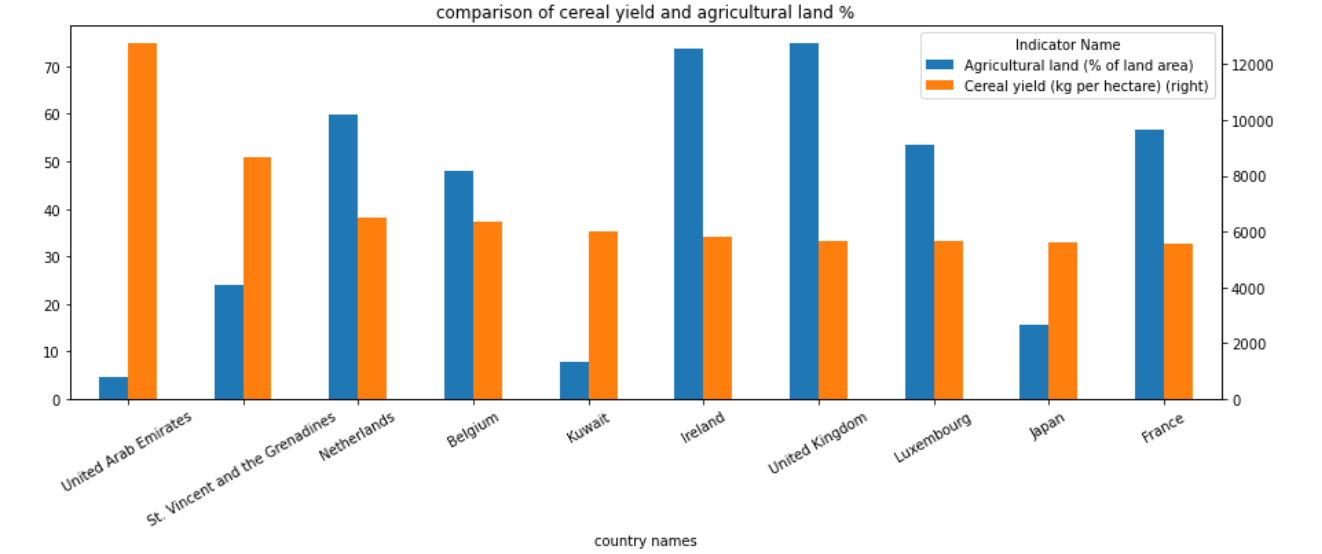 comparison of cereal yield and agricultural land %
Indicator Name
Agricultural land (% of land area)
Cereal yield (kg per hectare) (right)
70
60
50
40
30
20
10
0
12000
10000
8000
6000
4000
2000
0
United Arab Emirates
St. Vincent and the Grenadines
Netherlands
Belgium
Kuwait
Ireland
United Kingdom
Luxembourg
Japan
France
country names